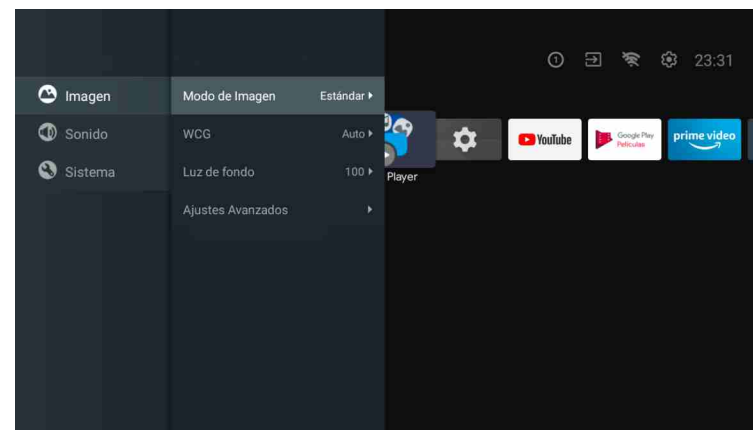 1
23:31
Imagen
Modo de Imagen
Estándar
Sonido
WCG
Auto
Sistema
Luz de fondo
100
Ajustes Avanzados
Player
YouTube
Google Play
Películas
prime video